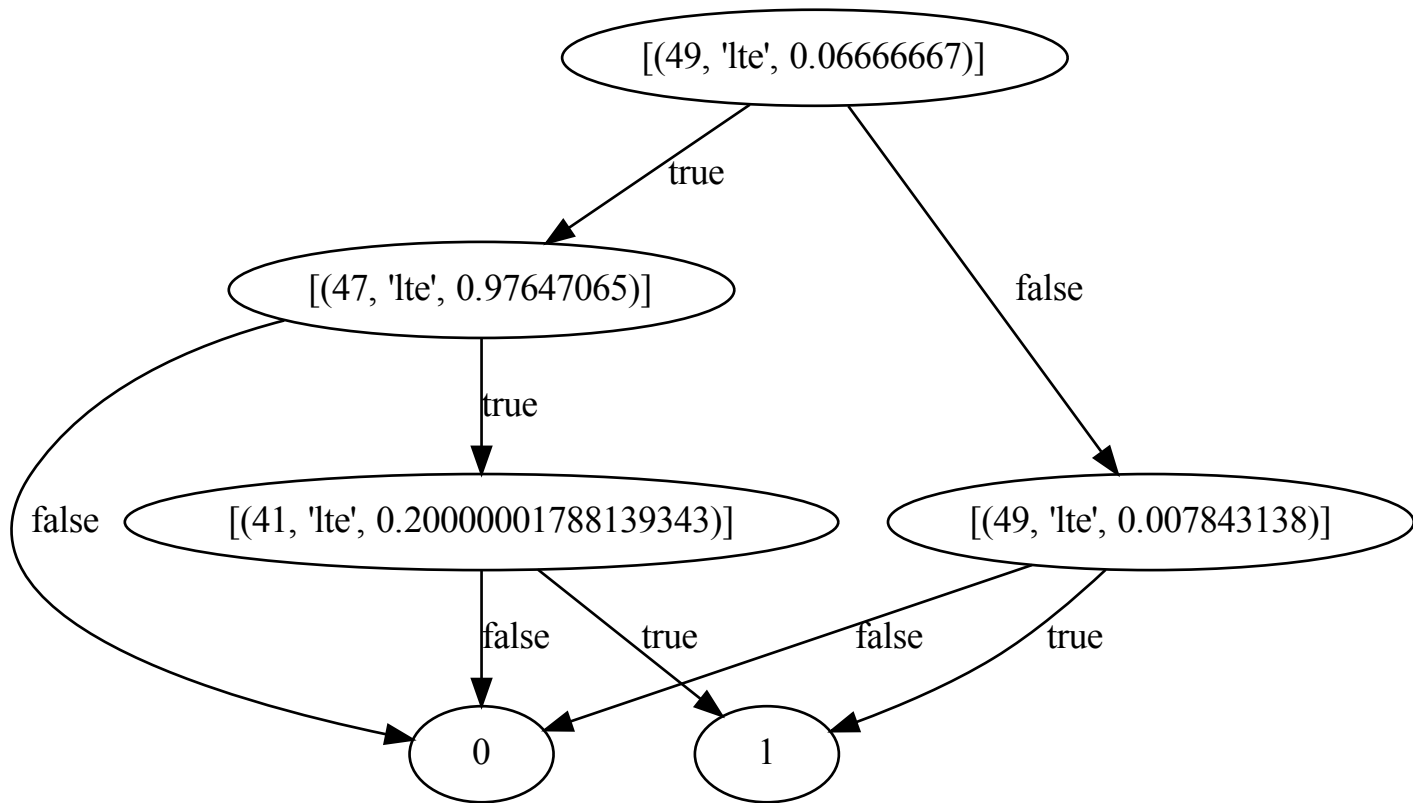 [(49, 'lte', 0.06666667)]
true
false
[(47, 'lte', 0.97647065)]
true
false
[(41, 'lte', 0.20000001788139343)]
[(49, 'lte', 0.007843138)]
false
true
false
true
0
1